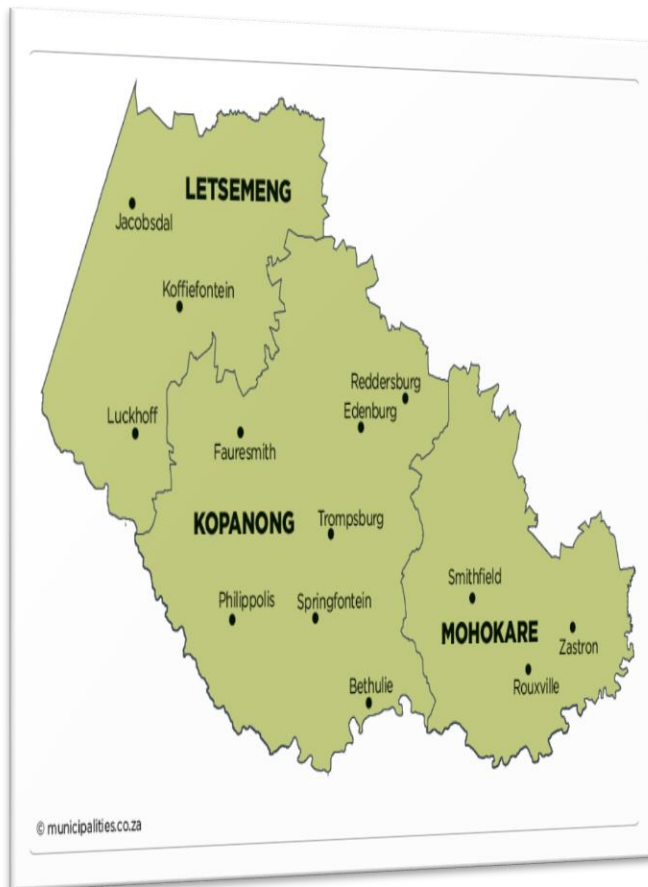 LETSEMENG
Jacobsdal
Koffiefontein
Luckhoff
Reddersburg
Edenburg
Fauresmith
KOPANONG
Trompsburg
Philippolis
Springfontein
Bethulie
Smithfield
MOHOKARE
Zastron
Rouxville
© municipalities.co.za